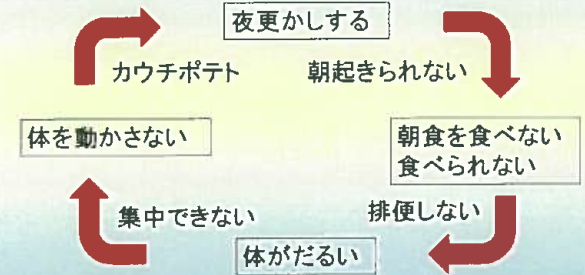 夜更かしする
カウチポテト
朝起きられない
体を動かさない
朝食を食べない
食べられない
集中できない
排便しない
体がだるい